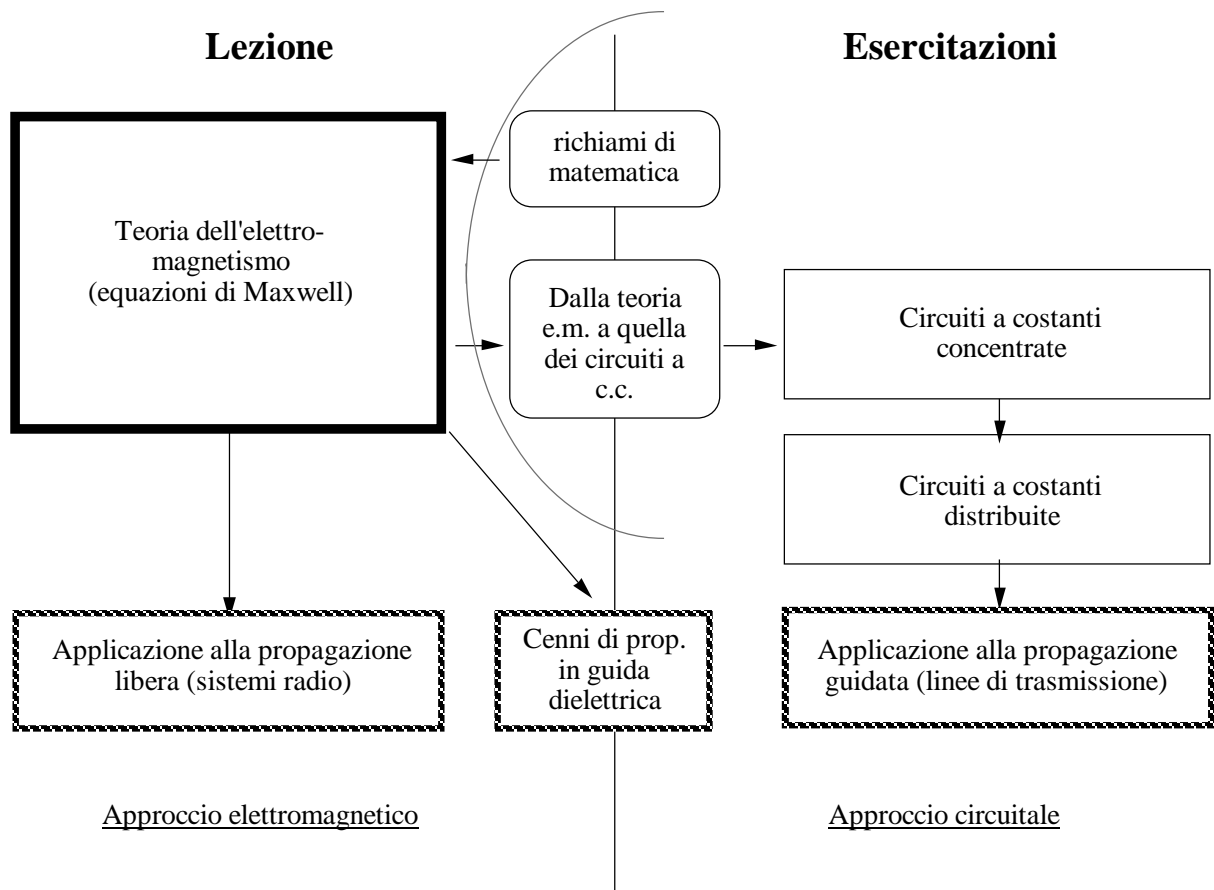 Lezione
Esercitazioni
richiami di
matematica
Teoria dell'elettro-
magnetismo
(equazioni di Maxwell)
Dalla teoria
e.m. a quella
dei circuiti a
c.c.
Circuiti a costanti
concentrate
Circuiti a costanti
distribuite
Applicazione alla propagazione
libera (sistemi radio)
Cenni di prop.
in guida
dielettrica
Applicazione alla propagazione
guidata (linee di trasmissione)
Approccio elettromagnetico
Approccio circuitale